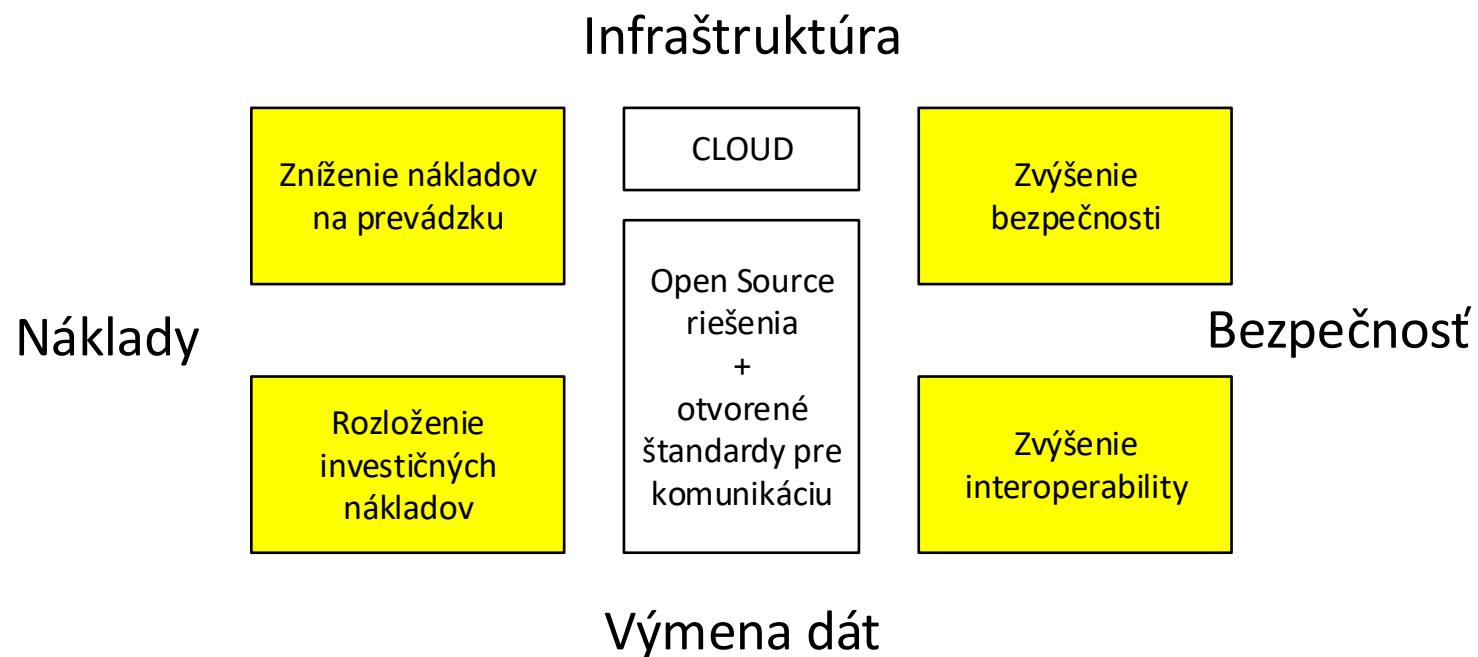 Infraštruktúra
Zníženie nákladov
na prevádzku
CLOUD
Zvýšenie
bezpečnosti
Náklady
Open Source
riešenia
+
otvorené
štandardy pre
komunikáciu
Bezpečnosť
Rozloženie
investičných
nákladov
Zvýšenie
interoperability
Výmena dát